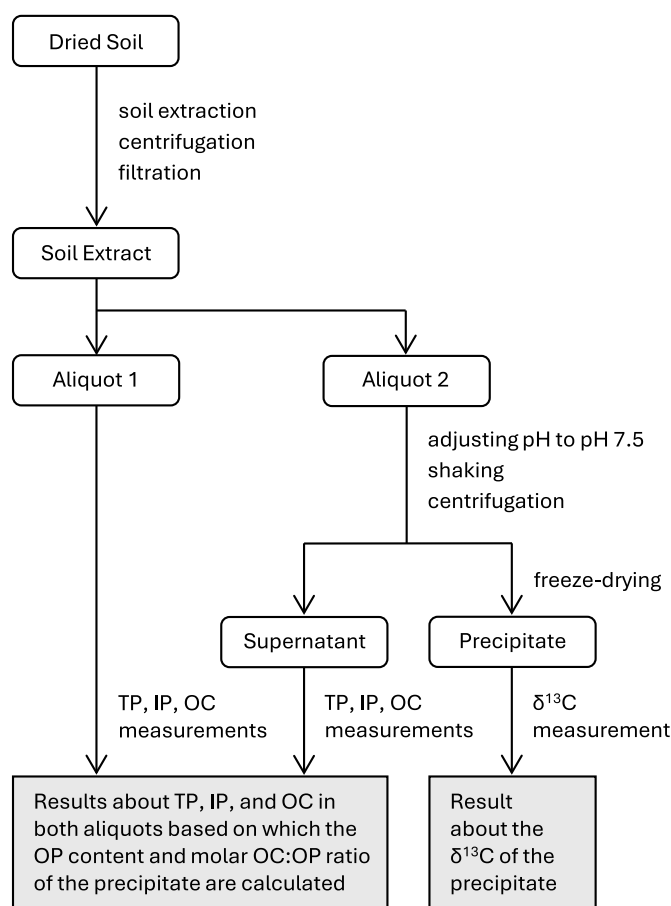 Dried Soil
soil extraction
centrifugation
filtration
Soil Extract
Aliquot 1
Aliquot 2
adjusting pH to pH 7.5
shaking
centrifugation
freeze-drying
Supernatant
Precipitate
TP, IP, OC
measurements
TP, IP, OC
measurements
δ¹³C
measurement
Results about TP, IP, and OC in
both aliquots based on which the
OP content and molar OC:OP ratio
of the precipitate are calculated
Result
about the
δ¹³C of the
precipitate